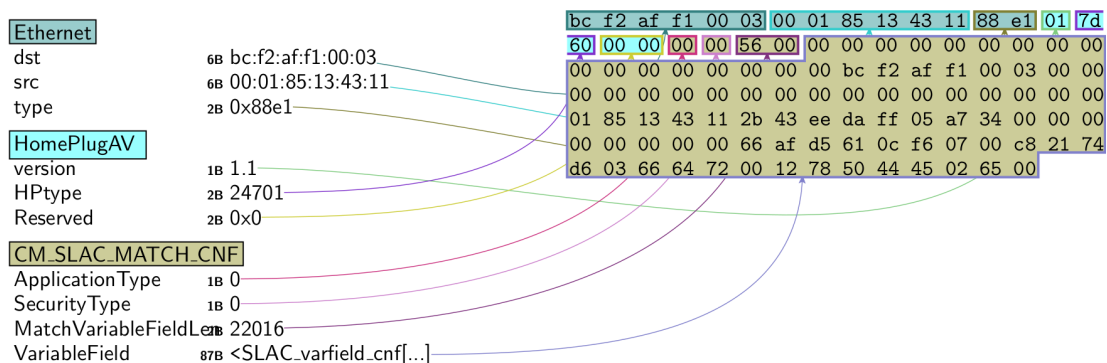 Ethernet
dst 6B bc:f2:af:f1:00:03
src 6B 00:01:85:13:43:11
type 2B 0x88e1
HomePlugAV
version 1B 1.1
HPtype 2B 24701
Reserved 2B 0x0
CM_SLAC_MATCH_CNF
ApplicationType 1B 0
SecurityType 1B 0
MatchVariableFieldLen 2B 22016
VariableField 87B <SLAC_varfield_cnf[...]
bc f2 af f1 00 03 00 01 85 13 43 11 88 e1 01 7d
60 00 00 00 00 56 00 00 00 00 00 00 00 00 00 00
00 00 00 00 00 00 00 00 bc f2 af f1 00 03 00 00
00 00 00 00 00 00 00 00 00 00 00 00 00 00 00 00
01 85 13 43 11 2b 43 ee da ff 05 a7 34 00 00 00
00 00 00 00 00 66 af d5 61 0c f6 07 00 c8 21 74
d6 03 66 64 72 00 12 78 50 44 45 02 65 00